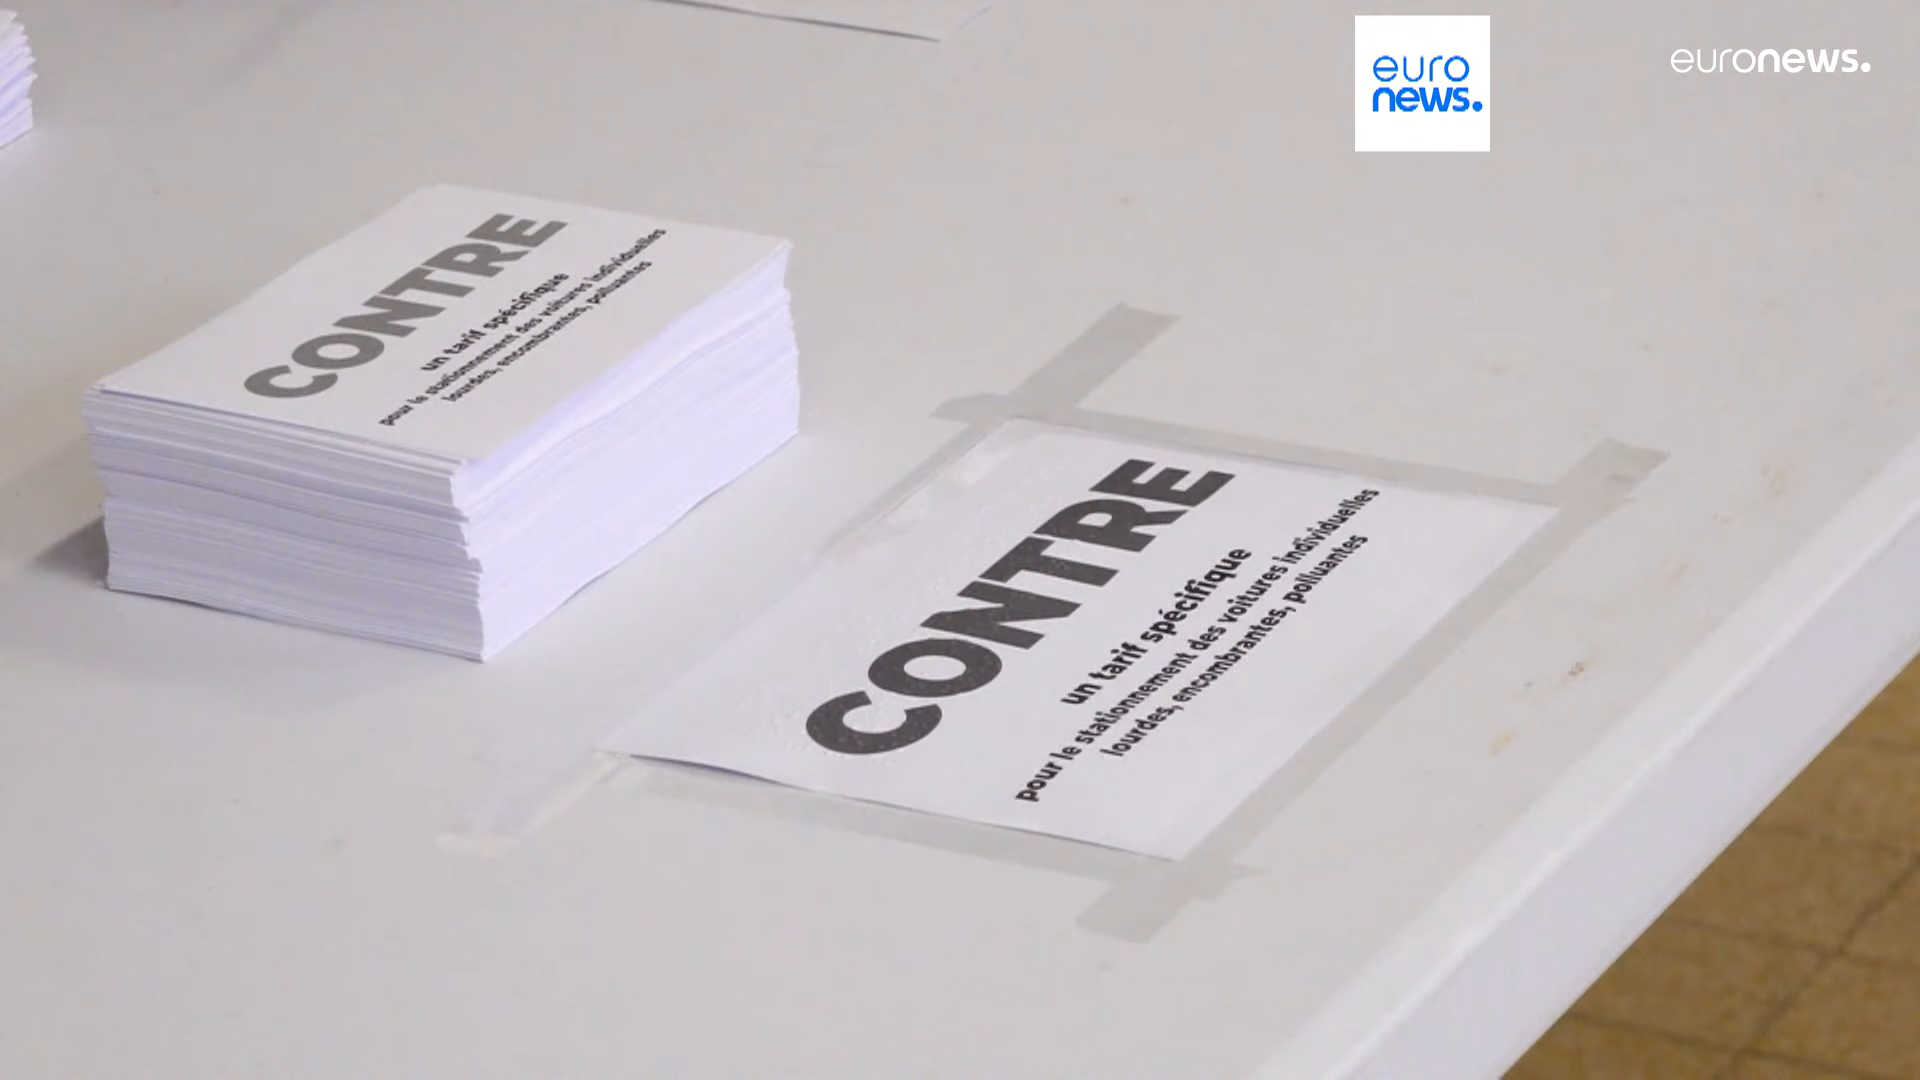 euro
news.
euronews.
CONTRE
un tarif spécifique
pour le stationnement des voitures individuelles
lourdes, encombrantes, polluantes
CONTRE
un tarif spécifique
pour le stationnement des voitures individuelles
lourdes, encombrantes, polluantes